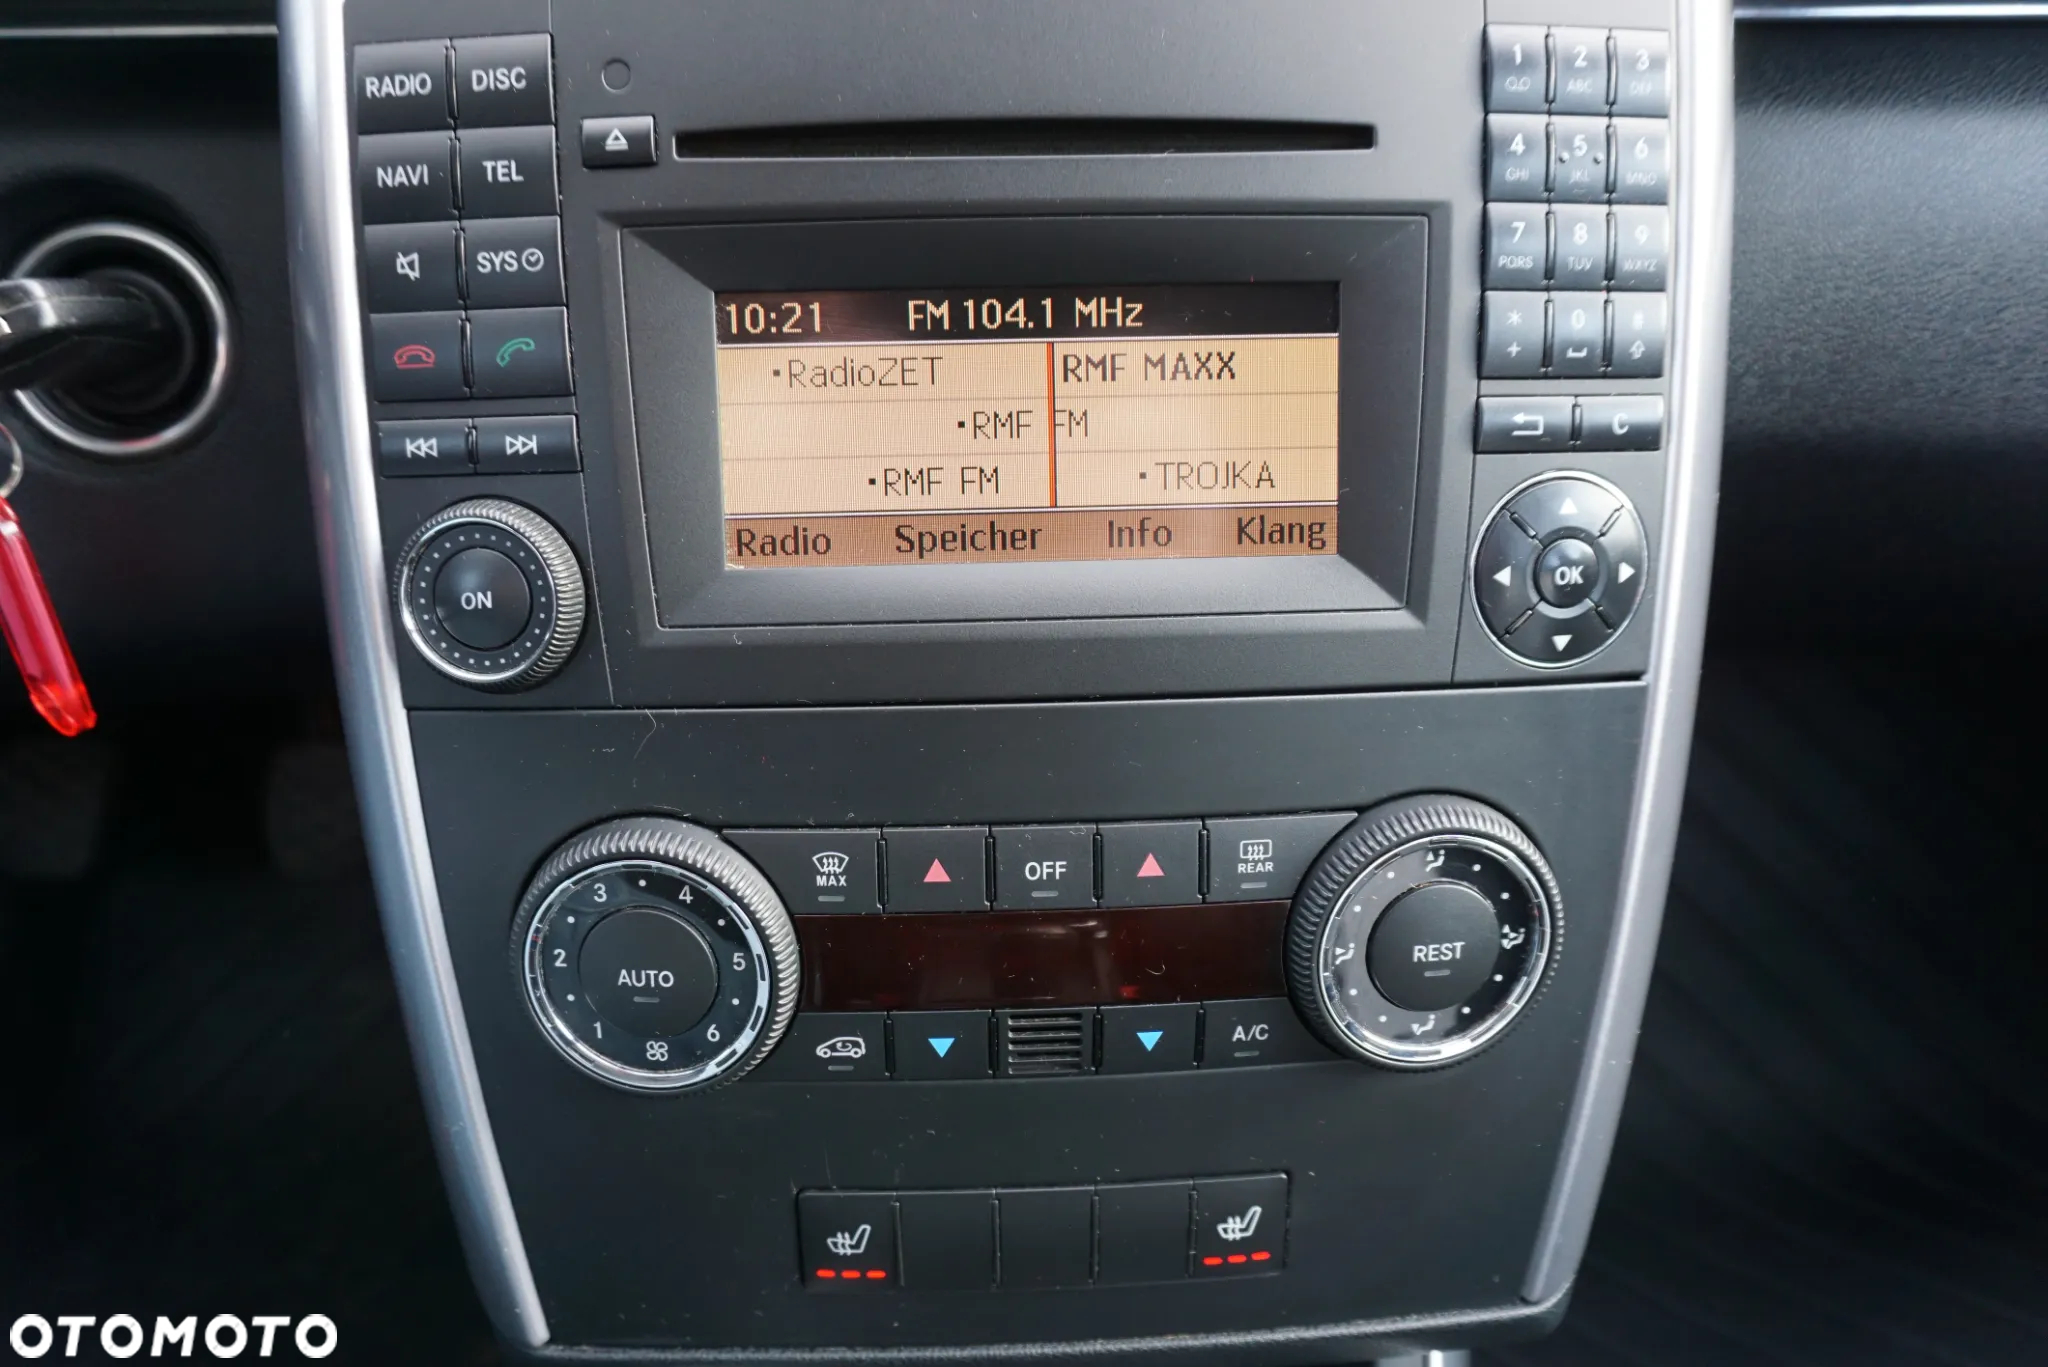 RADIO DISC
NAVI TEL
SYS
ON
10:21 FM 104.1 MHz
•RadioZET RMF MAXX
•RMF FM
•RMF FM •TROJKA
Radio Speicher Info Klang
1 2 ABC 3 DEF
4 GHI 5 JKL 6 MNO
7 PQRS 8 TUV 9 WXYZ
* + 0 #
C
OK
MAX OFF REAR
1 2 3 4 5 6
AUTO
REST
A/C
OTOMOTO